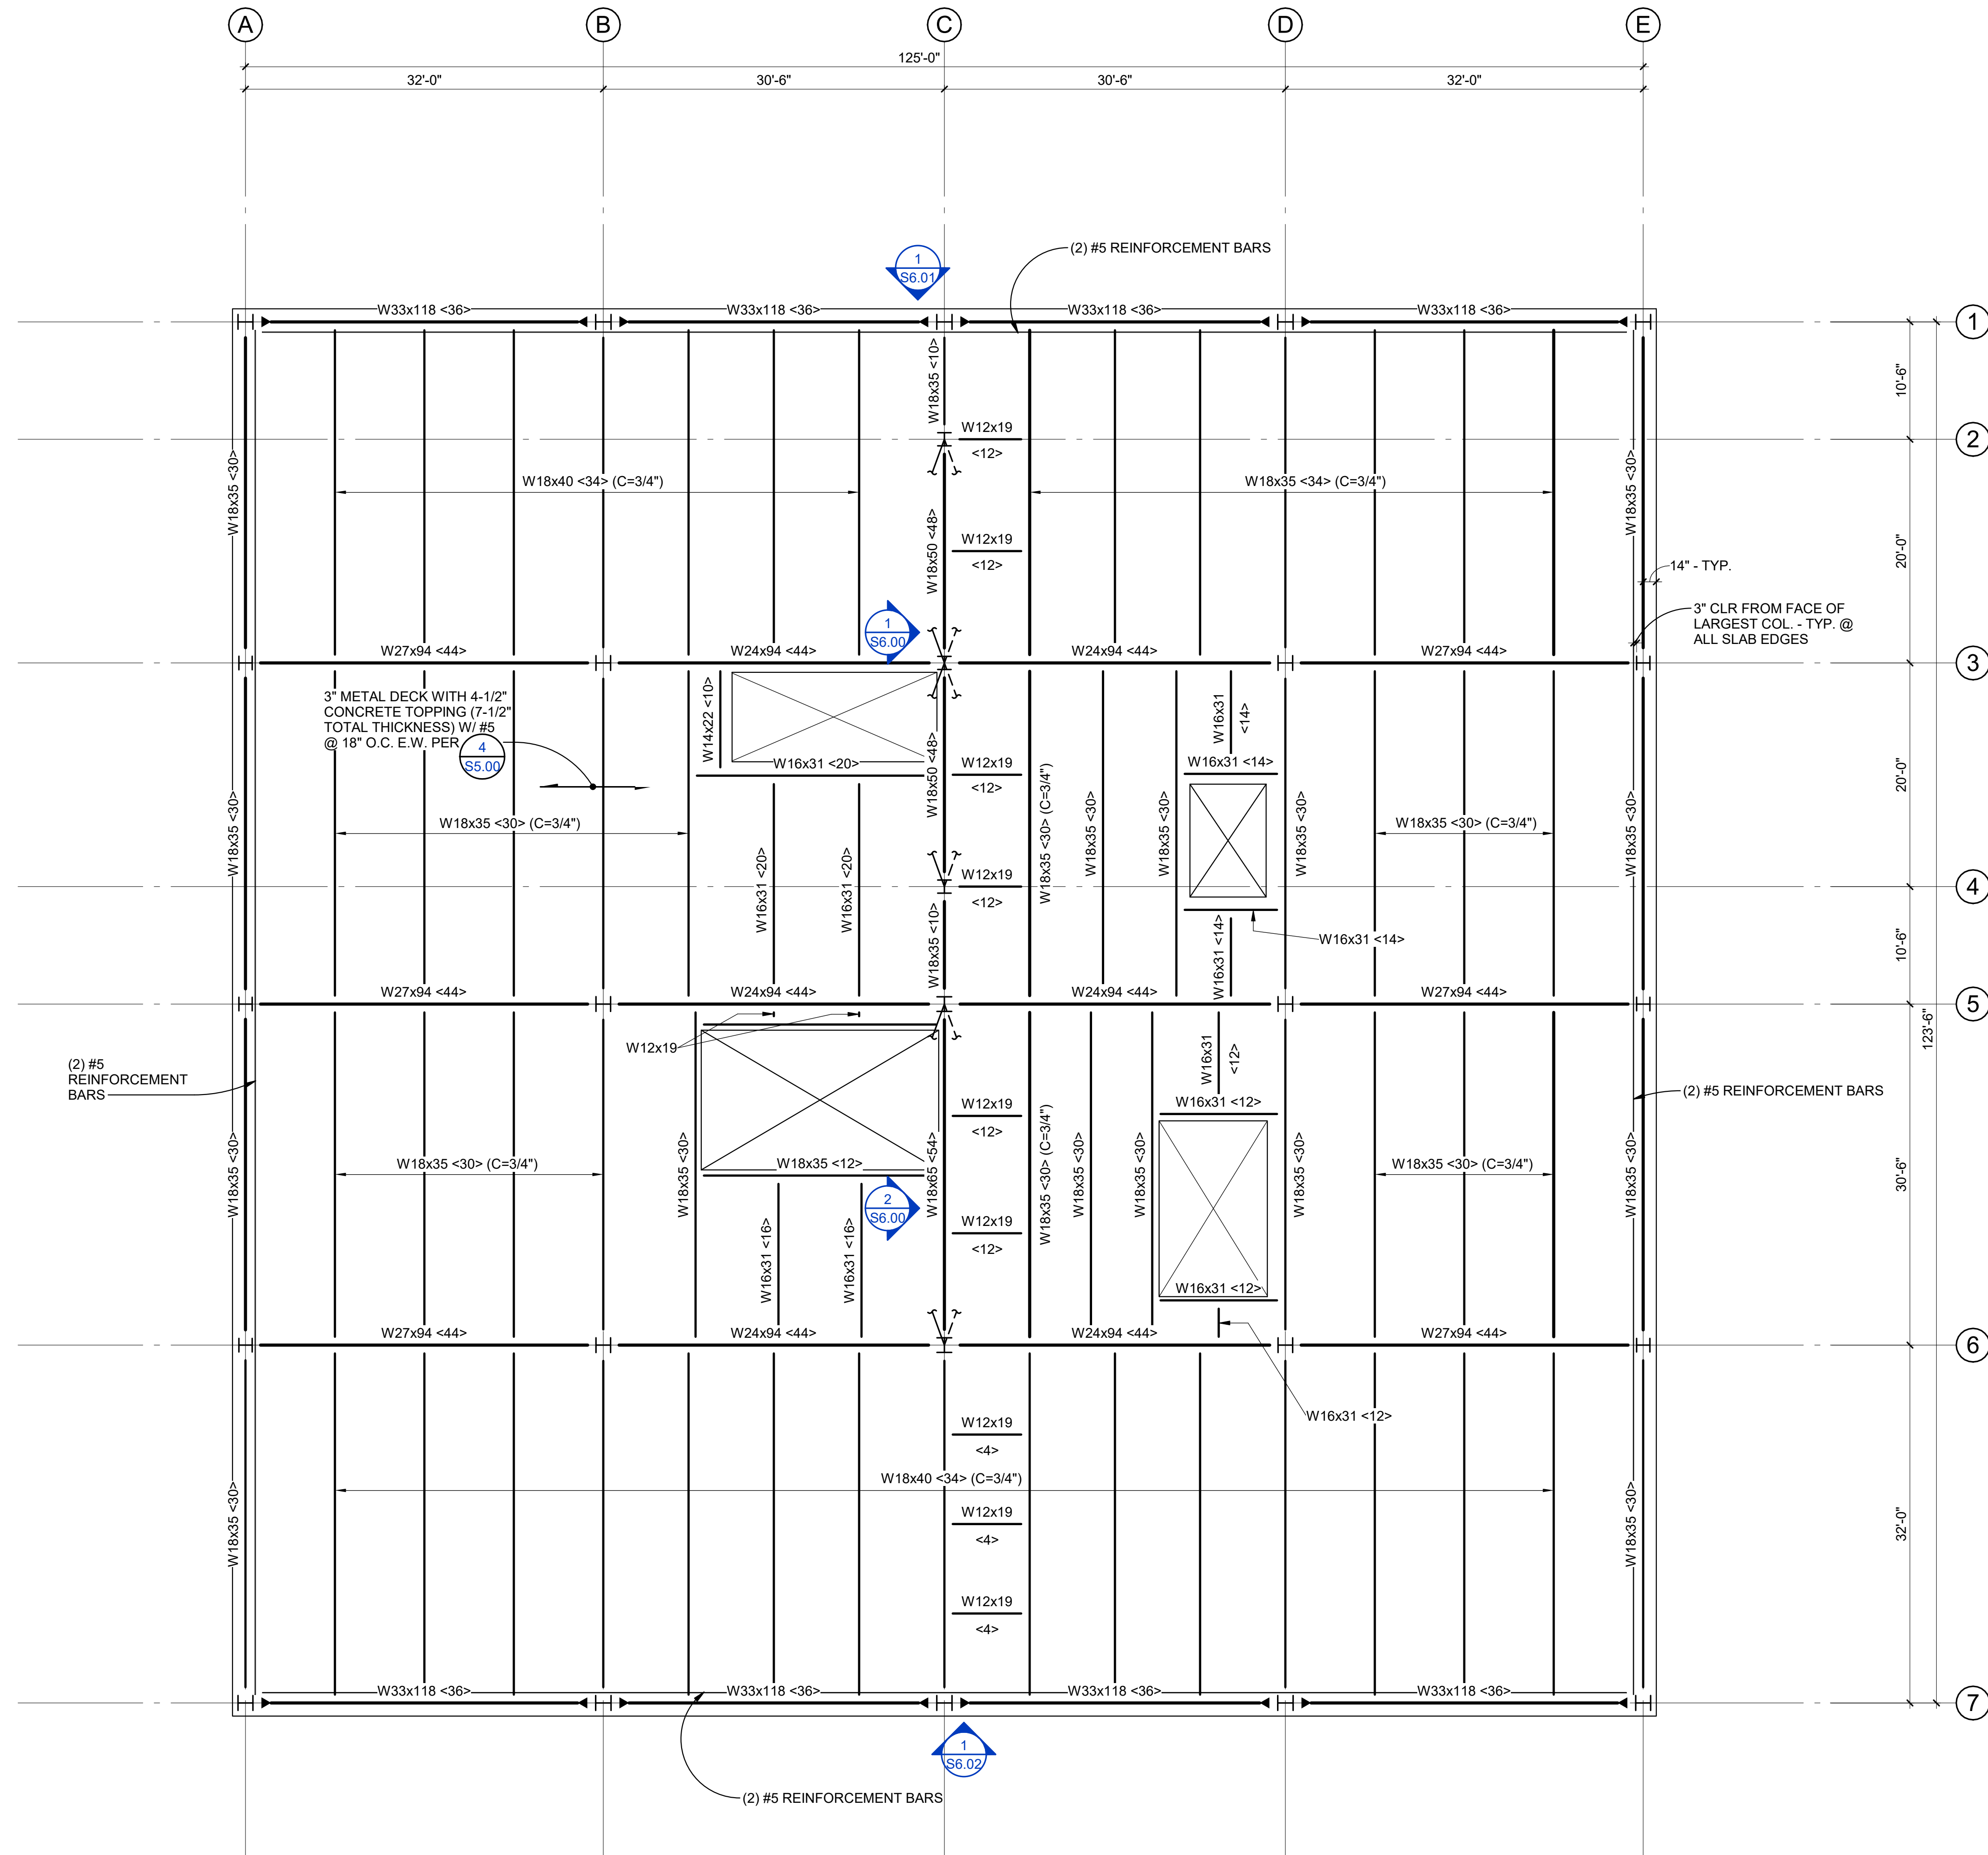 A
B
C
D
E
125'-0"
32'-0"
30'-6"
30'-6"
32'-0"
(2) #5 REINFORCEMENT BARS
1
S6.01
W33x118 <36>
W33x118 <36>
W33x118 <36>
W33x118 <36>
1
W18x35 <10>
10'-6"
W12x19
<12>
2
W18x35 <30>
W18x40 <34> (C=3/4")
W18x50 <48>
W12x19
<12>
W18x35 <34> (C=3/4")
W18x35 <30>
20'-0"
14" - TYP.
3" CLR FROM FACE OF
LARGEST COL. - TYP. @
ALL SLAB EDGES
1
S6.00
W27x94 <44>
W24x94 <44>
W24x94 <44>
W27x94 <44>
3
3" METAL DECK WITH 4-1/2"
CONCRETE TOPPING (7-1/2"
TOTAL THICKNESS) W/ #5
@ 18" O.C. E.W. PER
4
S5.00
W14x22 <10>
W16x31 <20>
W18x50 <48>
W12x19
<12>
W16x31
<14>
W16x31 <14>
W18x35 <30>
W18x35 <30> (C=3/4")
W16x31 <20>
W16x31 <20>
W18x35 <30> (C=3/4")
W18x35 <30>
W18x35 <30>
W18x35 <30>
W18x35 <30> (C=3/4")
W18x35 <30>
20'-0"
W12x19
<12>
4
W18x35 <10>
W16x31 <14>
W16x31 <14>
10'-6"
W27x94 <44>
W24x94 <44>
W24x94 <44>
W27x94 <44>
5
123'-6"
W12x19
(2) #5
REINFORCEMENT
BARS
W16x31
<12>
W12x19
<12>
W16x31 <12>
(2) #5 REINFORCEMENT BARS
W18x35 <30>
W18x35 <30> (C=3/4")
W18x35 <30>
W18x35 <12>
W18x65 <54>
W18x35 <30> (C=3/4")
W18x35 <30>
W18x35 <30>
W18x35 <30>
W18x35 <30> (C=3/4")
W18x35 <30>
30'-6"
2
S6.00
W12x19
<12>
W16x31 <16>
W16x31 <16>
W16x31 <12>
W27x94 <44>
W24x94 <44>
W24x94 <44>
W27x94 <44>
6
W16x31 <12>
W12x19
<4>
W18x40 <34> (C=3/4")
W18x35 <30>
W12x19
<4>
W18x35 <30>
32'-0"
W12x19
<4>
W33x118 <36>
W33x118 <36>
W33x118 <36>
W33x118 <36>
7
1
S6.02
(2) #5 REINFORCEMENT BARS